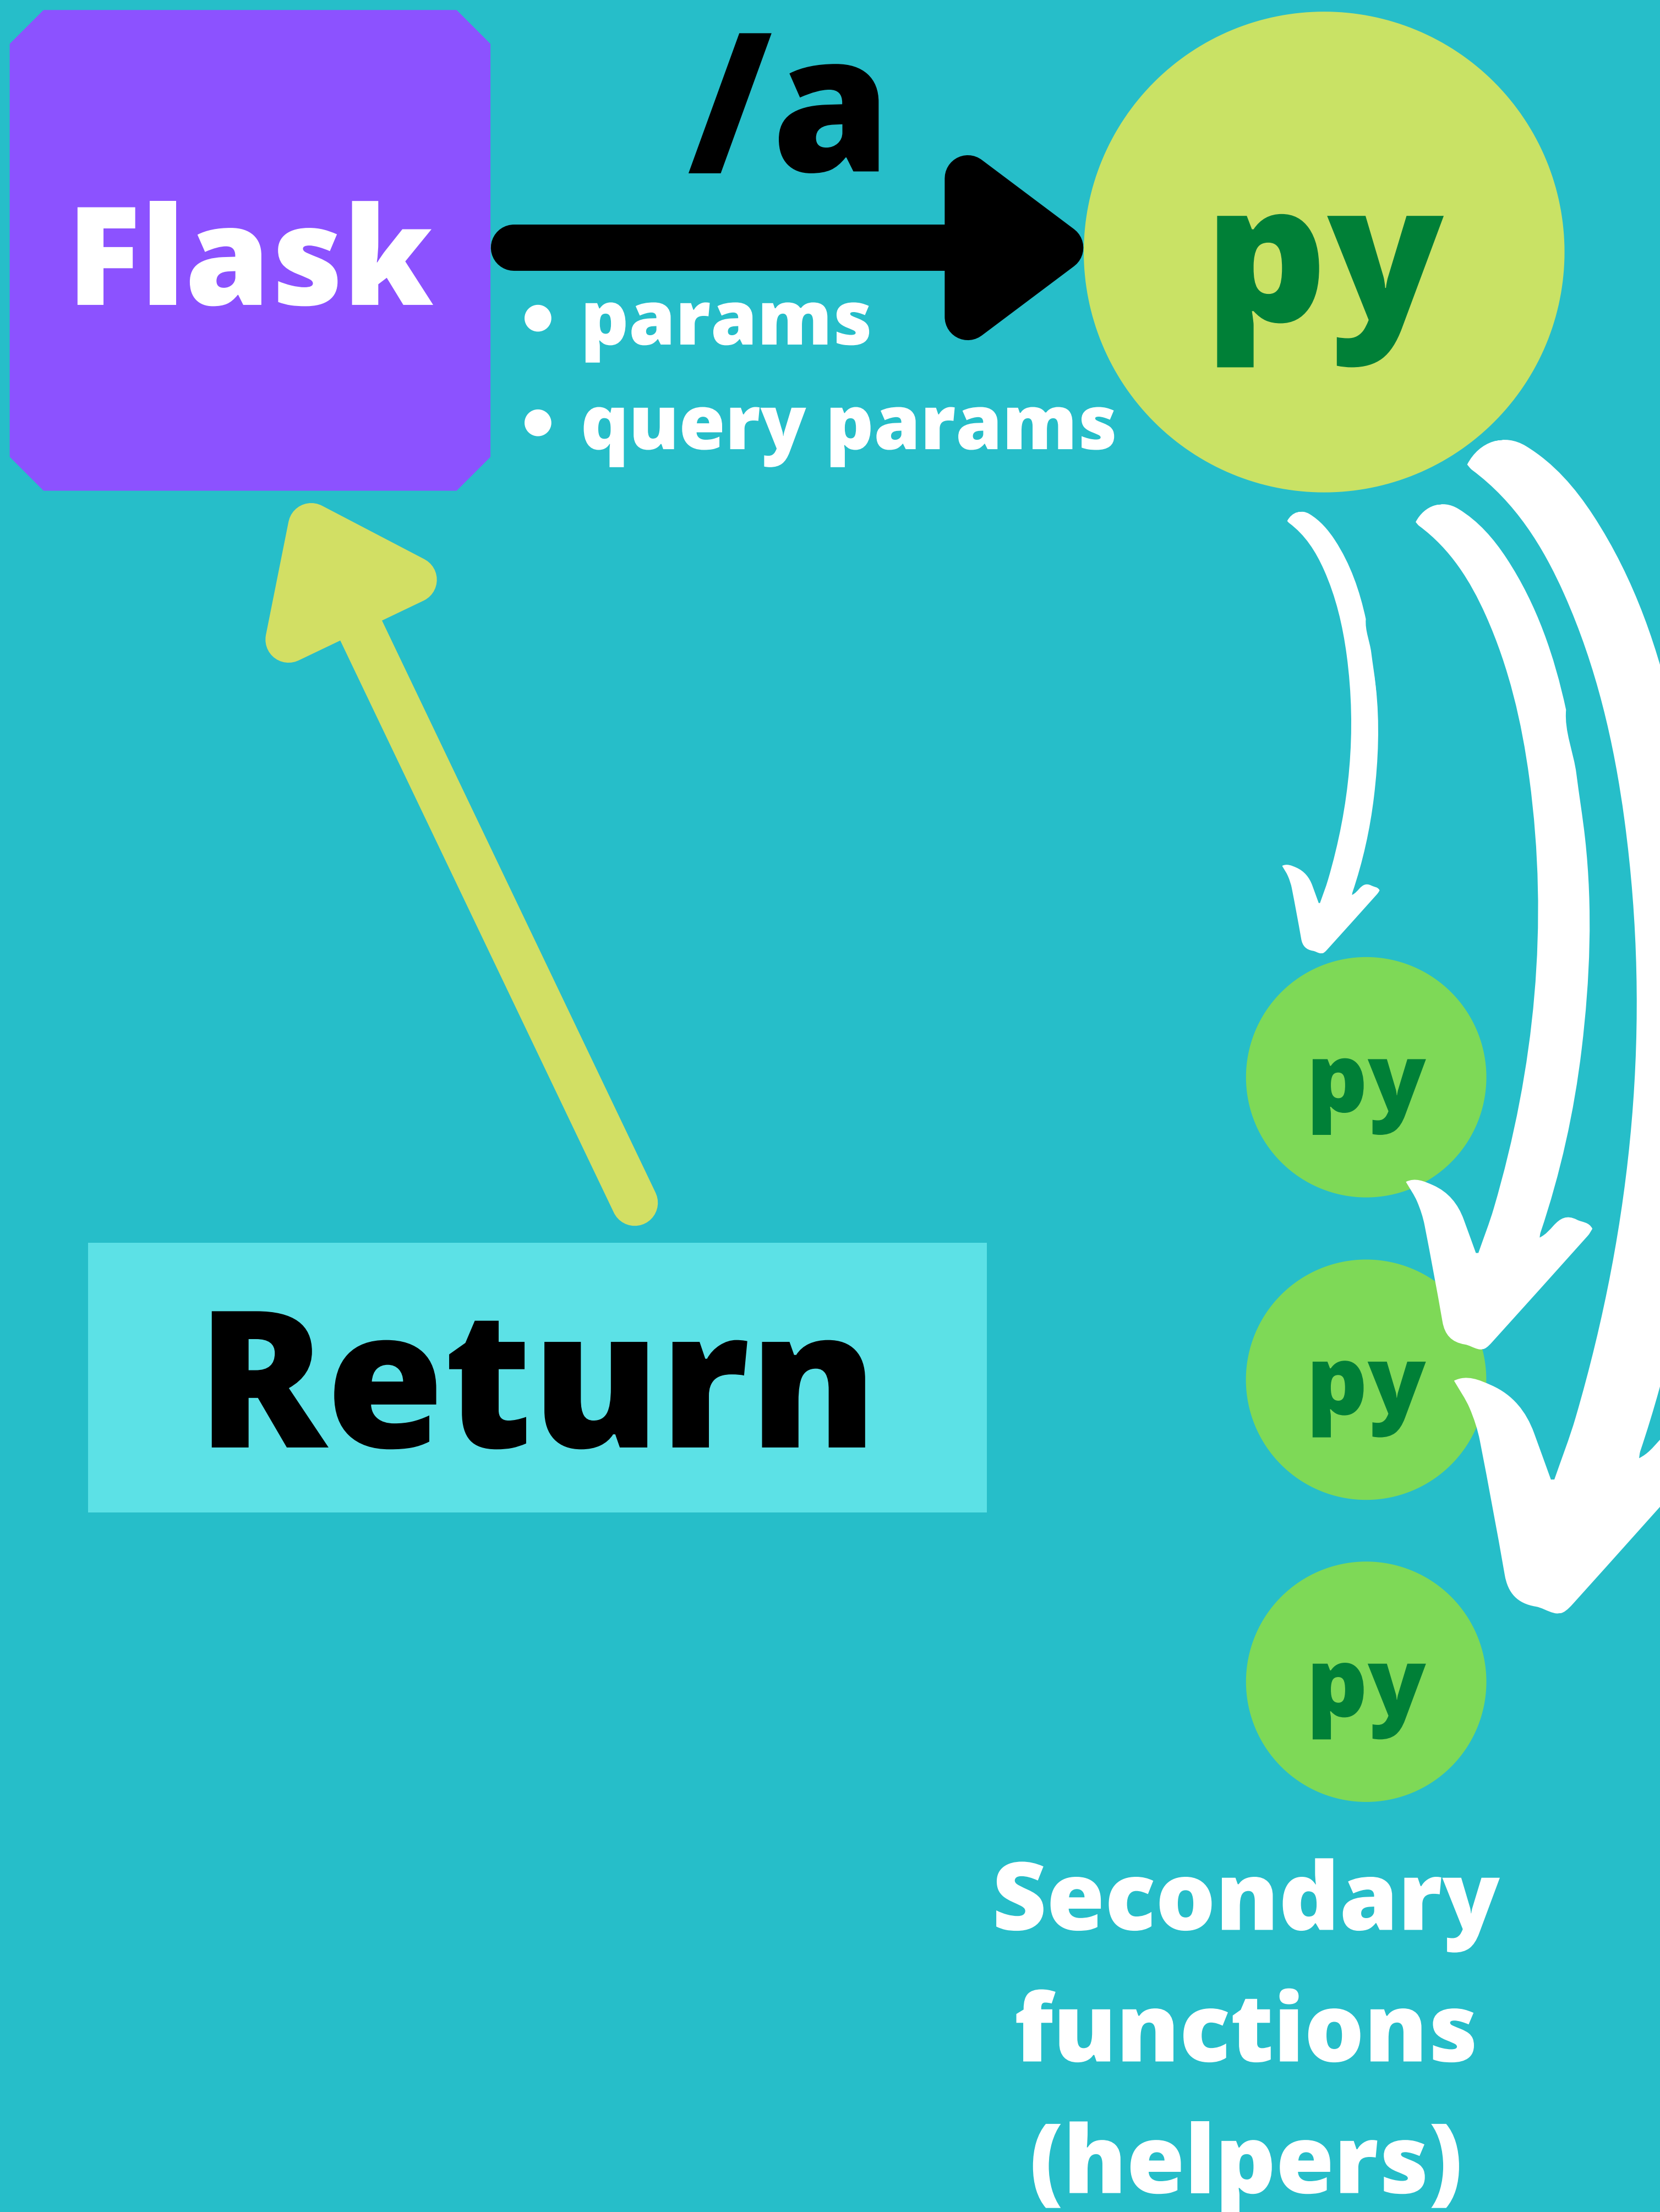 /a
Flask
py
• params
• query params
py
py
Return
py
Secondary
functions
(helpers)